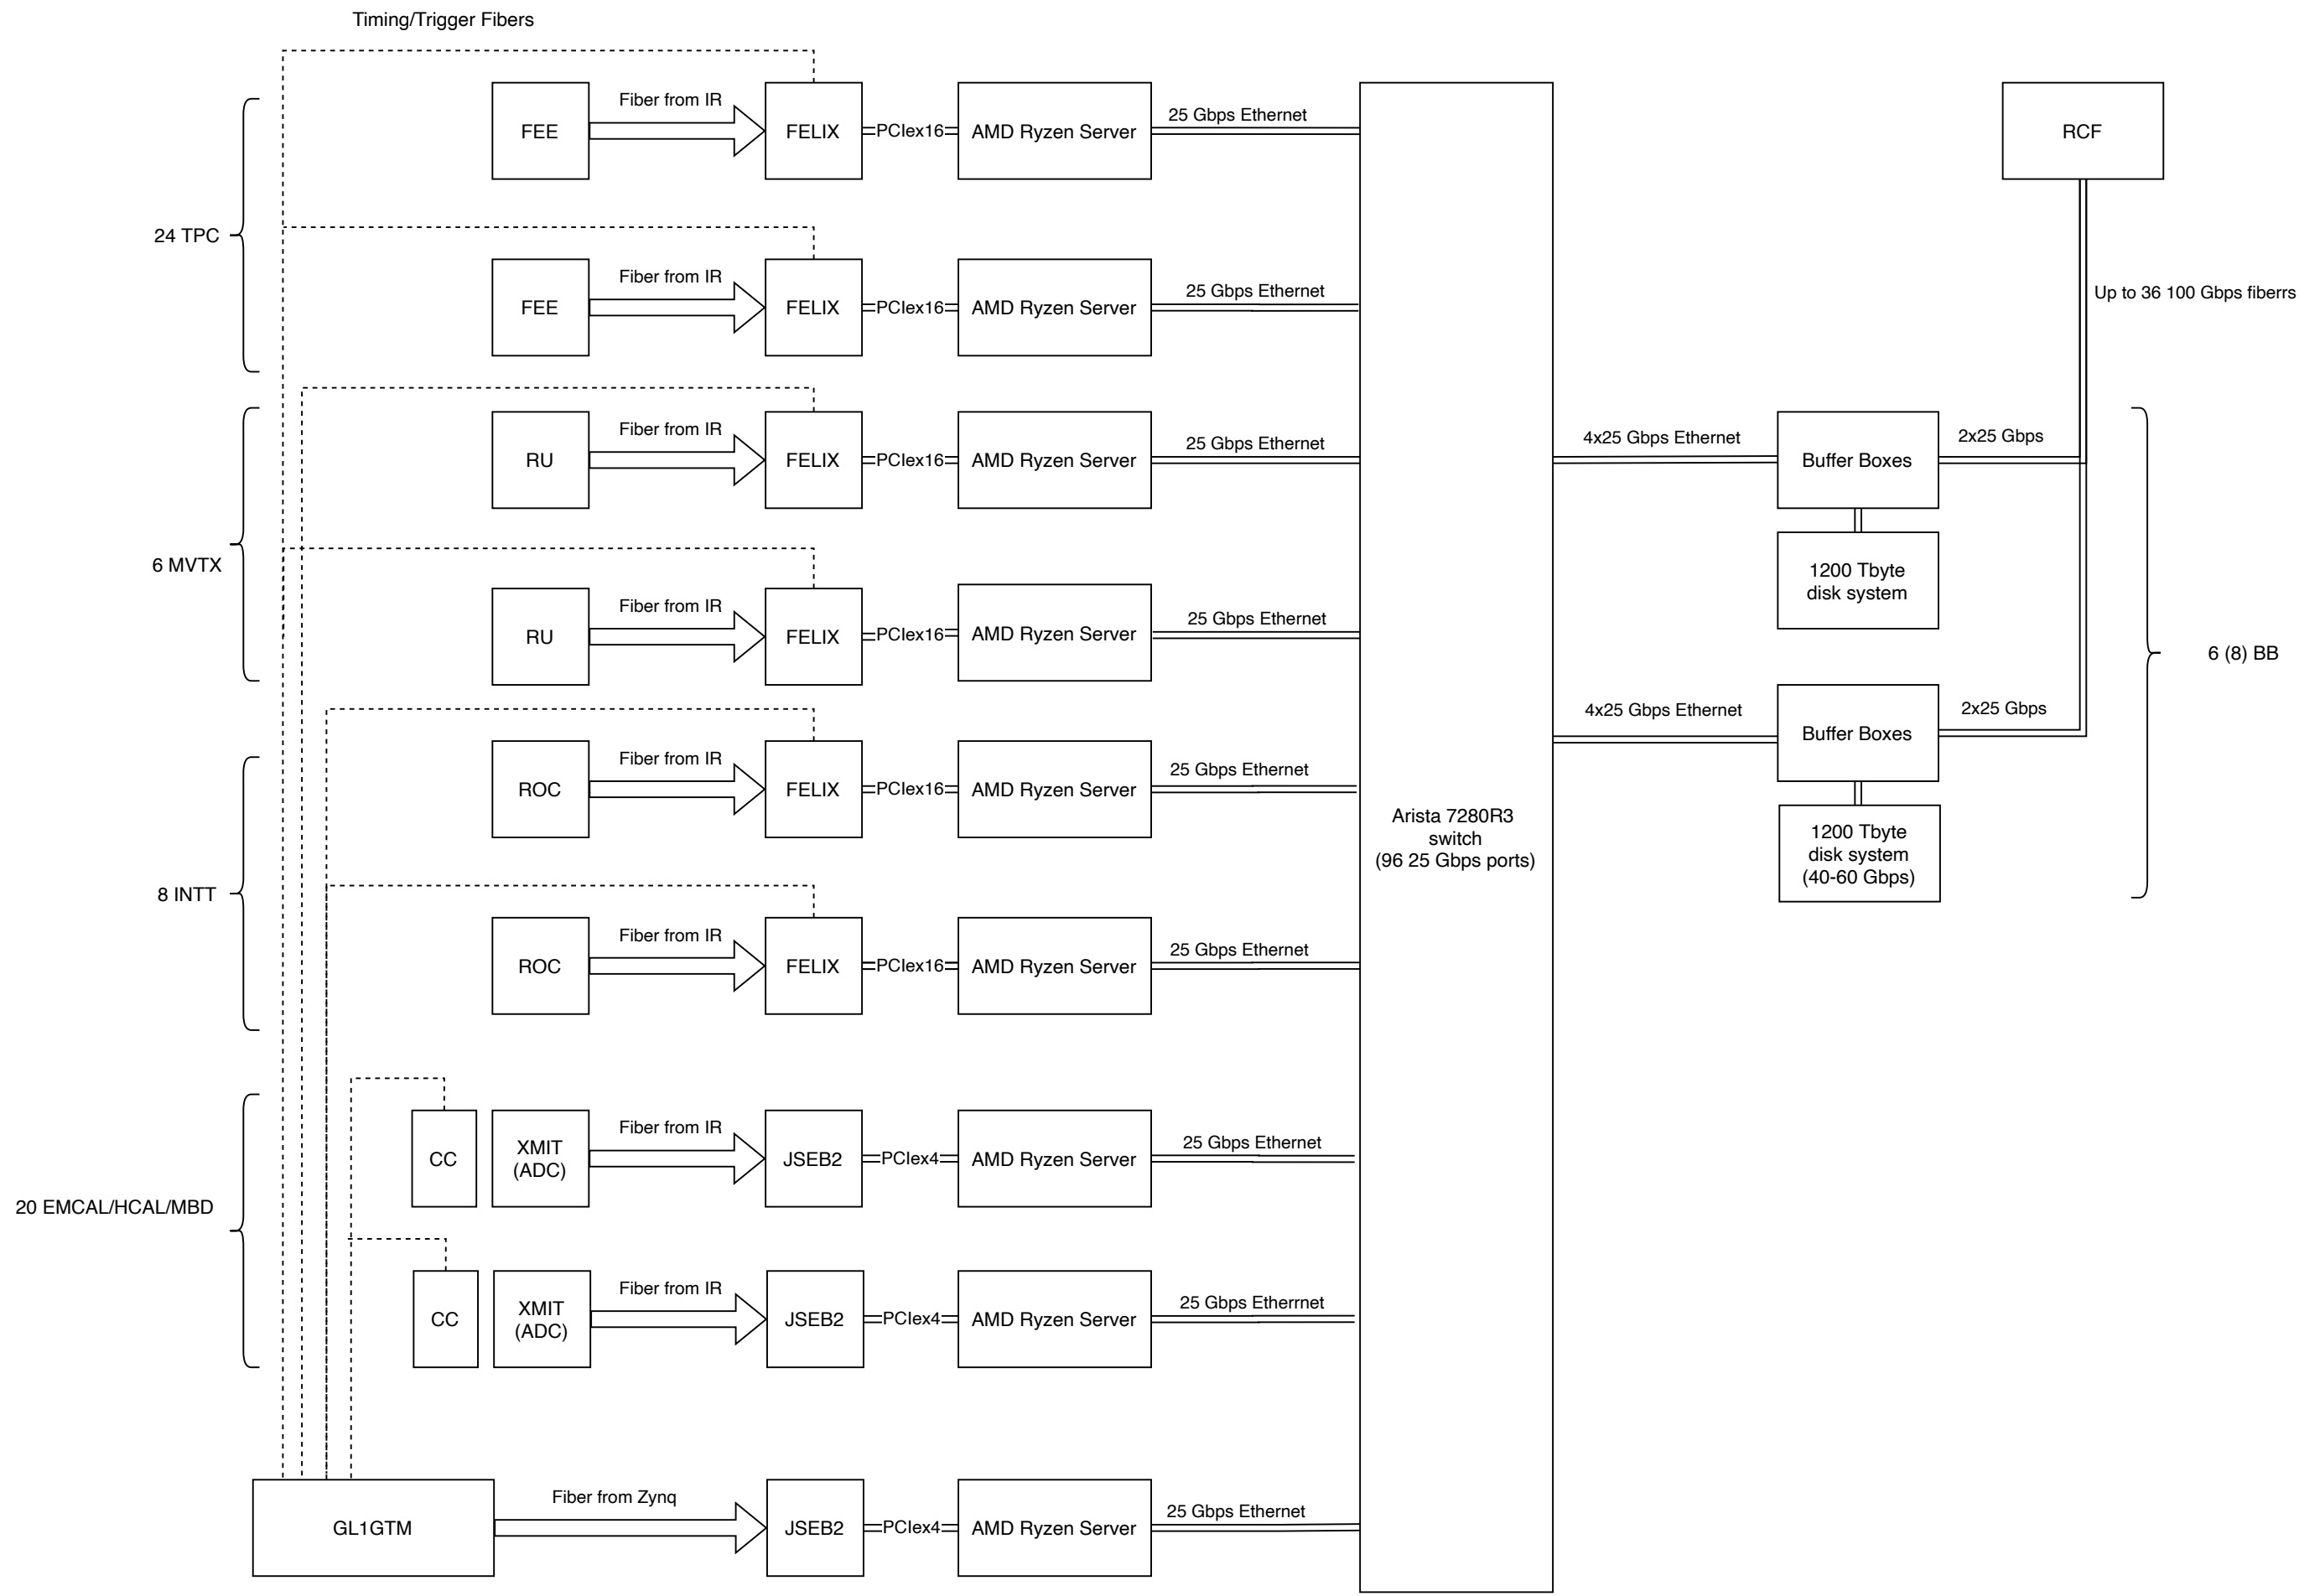 Timing/Trigger Fibers
24 TPC
FEE
Fiber from IR
FELIX
PCIex16
AMD Ryzen Server
25 Gbps Ethernet
RCF
FEE
Fiber from IR
FELIX
PCIex16
AMD Ryzen Server
25 Gbps Ethernet
Up to 36 100 Gbps fiberrs
6 MVTX
RU
Fiber from IR
FELIX
PCIex16
AMD Ryzen Server
25 Gbps Ethernet
4x25 Gbps Ethernet
Buffer Boxes
2x25 Gbps
1200 Tbyte
disk system
RU
Fiber from IR
FELIX
PCIex16
AMD Ryzen Server
25 Gbps Ethernet
6 (8) BB
4x25 Gbps Ethernet
Buffer Boxes
2x25 Gbps
1200 Tbyte
disk system
(40-60 Gbps)
8 INTT
ROC
Fiber from IR
FELIX
PCIex16
AMD Ryzen Server
25 Gbps Ethernet
Arista 7280R3
switch
(96 25 Gbps ports)
ROC
Fiber from IR
FELIX
PCIex16
AMD Ryzen Server
25 Gbps Ethernet
20 EMCAL/HCAL/MBD
CC
XMIT
(ADC)
Fiber from IR
JSEB2
PCIex4
AMD Ryzen Server
25 Gbps Ethernet
CC
XMIT
(ADC)
Fiber from IR
JSEB2
PCIex4
AMD Ryzen Server
25 Gbps Etherrnet
GL1GTM
Fiber from Zynq
JSEB2
PCIex4
AMD Ryzen Server
25 Gbps Ethernet